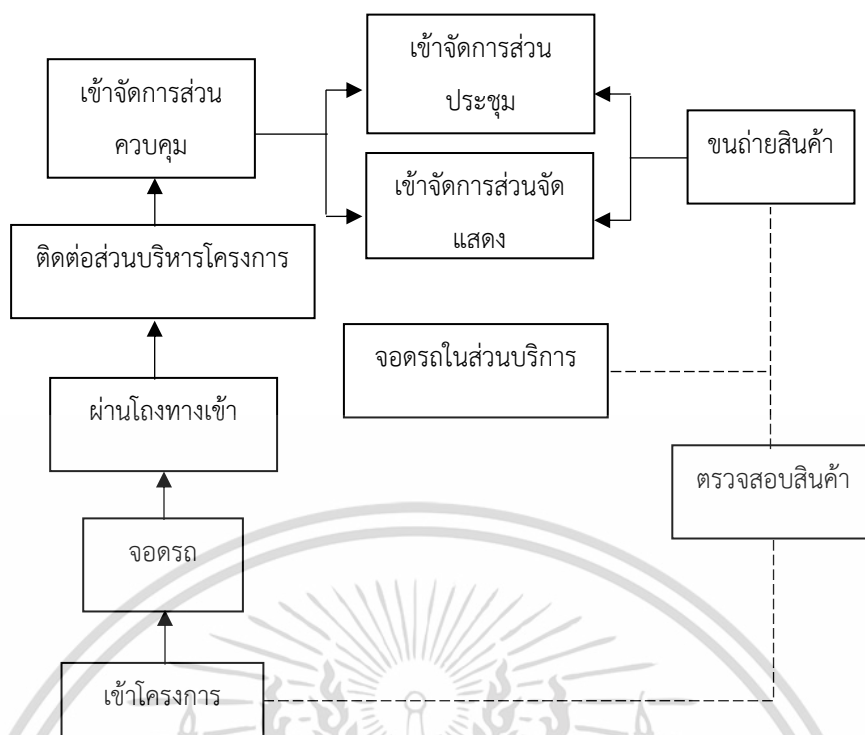 เข้าจัดการส่วน
ประชุม
เข้าจัดการส่วน
ควบคุม
ขนถ่ายสินค้า
เข้าจัดการส่วนจัด
แสดง
ติดต่อส่วนบริหารโครงการ
จอดรถในส่วนบริการ
ผ่านโถงทางเข้า
ตรวจสอบสินค้า
จอดรถ
เข้าโครงการ